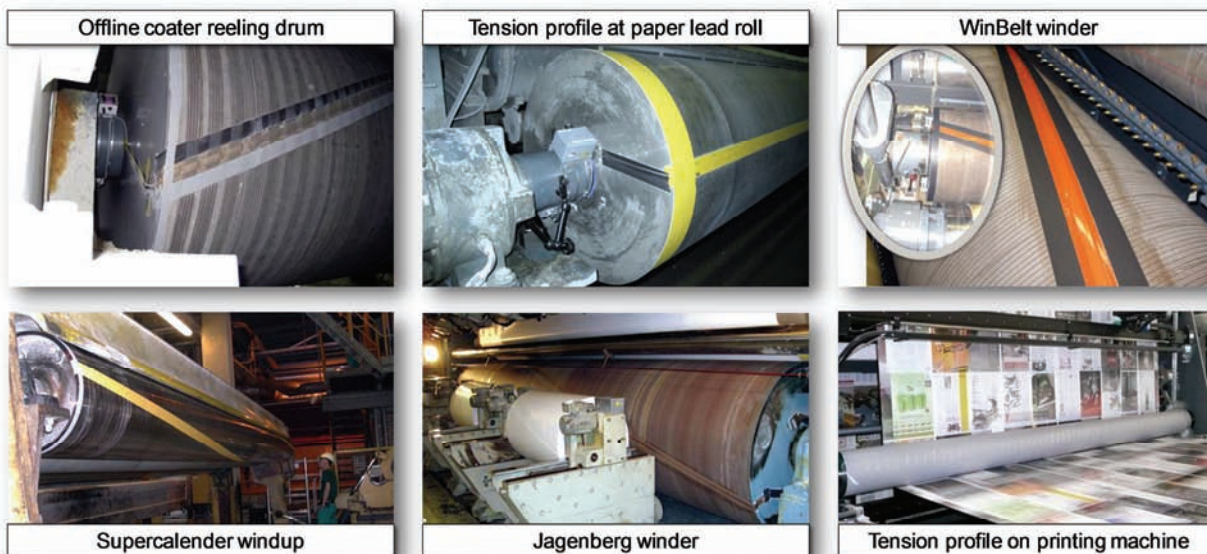 Offline coater reeling drum
Tension profile at paper lead roll
WinBelt winder
Supercalender windup
Jagenberg winder
Tension profile on printing machine